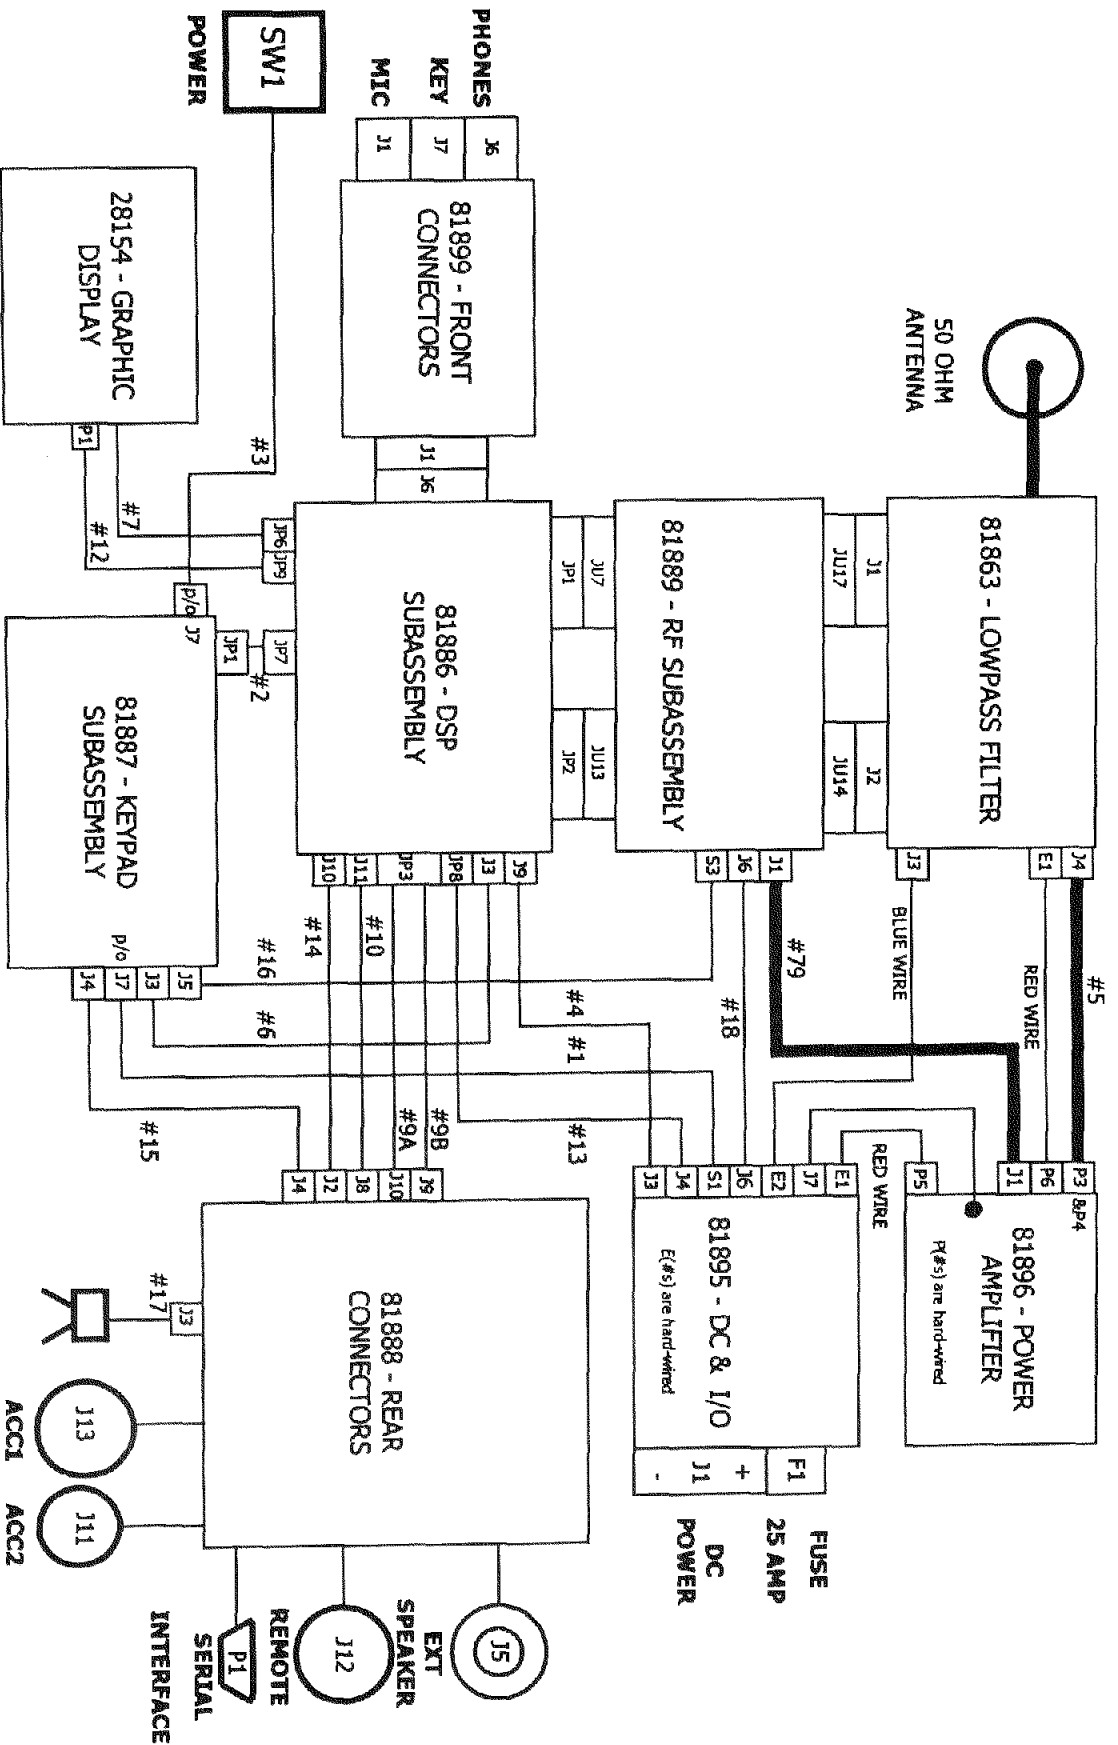 50 OHM
ANTENNA
81863 - LOWPASS FILTER
J1
J2
J3
E1
J4
#5
RED WIRE
BLUE WIRE
P3
&P4
P6
J1
P5
81896 - POWER
AMPLIFIER
P(#s) are hard-wired
RED WIRE
JU17
JU14
81889 - RF SUBASSEMBLY
J1
J6
S3
#79
#18
JU7
JU13
E1
J7
E2
J6
S1
J4
J3
81895 - DC & I/O
E(#s) are hard-wired
F1
+
J1
-
FUSE
25 AMP
DC
POWER
PHONES
KEY
MIC
J6
J7
J1
81899 - FRONT
CONNECTORS
J1
J6
JP1
JP2
81886 - DSP
SUBASSEMBLY
J9
J3
JP8
JP3
J11
J10
#4
#1
#13
#9B
#9A
#10
#14
#16
#6
#15
J9
J10
J8
J2
J4
81888 - REAR
CONNECTORS
J5
EXT
SPEAKER
J12
REMOTE
P1
SERIAL
INTERFACE
J3
#17
J13
ACC1
J11
ACC2
SW1
POWER
#3
28154 - GRAPHIC
DISPLAY
P1
#7
#12
JP6
JP9
JP7
#2
JP1
p/o
J7
81887 - KEYPAD
SUBASSEMBLY
p/o
J5
J3
J7
J4